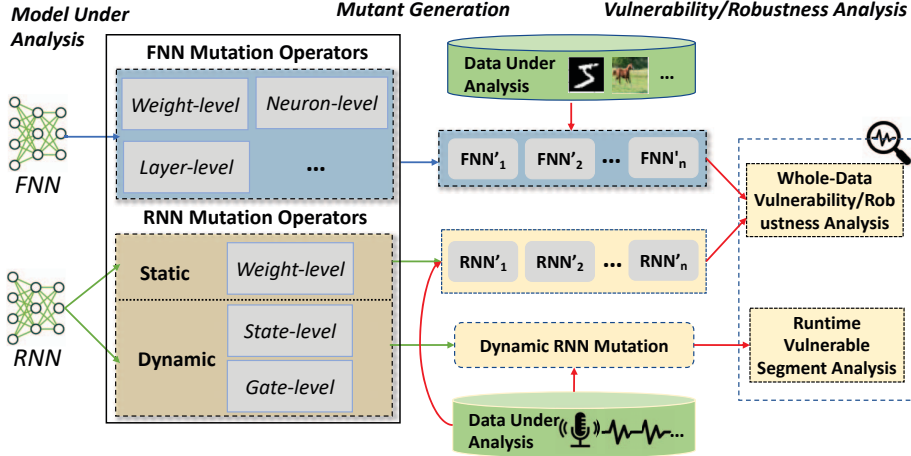 Model Under
Analysis
Mutant Generation
Vulnerability/Robustness Analysis
FNN Mutation Operators
Weight-level
Neuron-level
Layer-level
...
FNN
Data Under
Analysis
...
FNN'1
FNN'2
...
FNN'n
Whole-Data
Vulnerability/Rob
ustness Analysis
RNN Mutation Operators
Static
Weight-level
Dynamic
State-level
Gate-level
RNN
RNN'1
RNN'2
...
RNN'n
Dynamic RNN Mutation
Runtime
Vulnerable
Segment Analysis
Data Under
Analysis
...